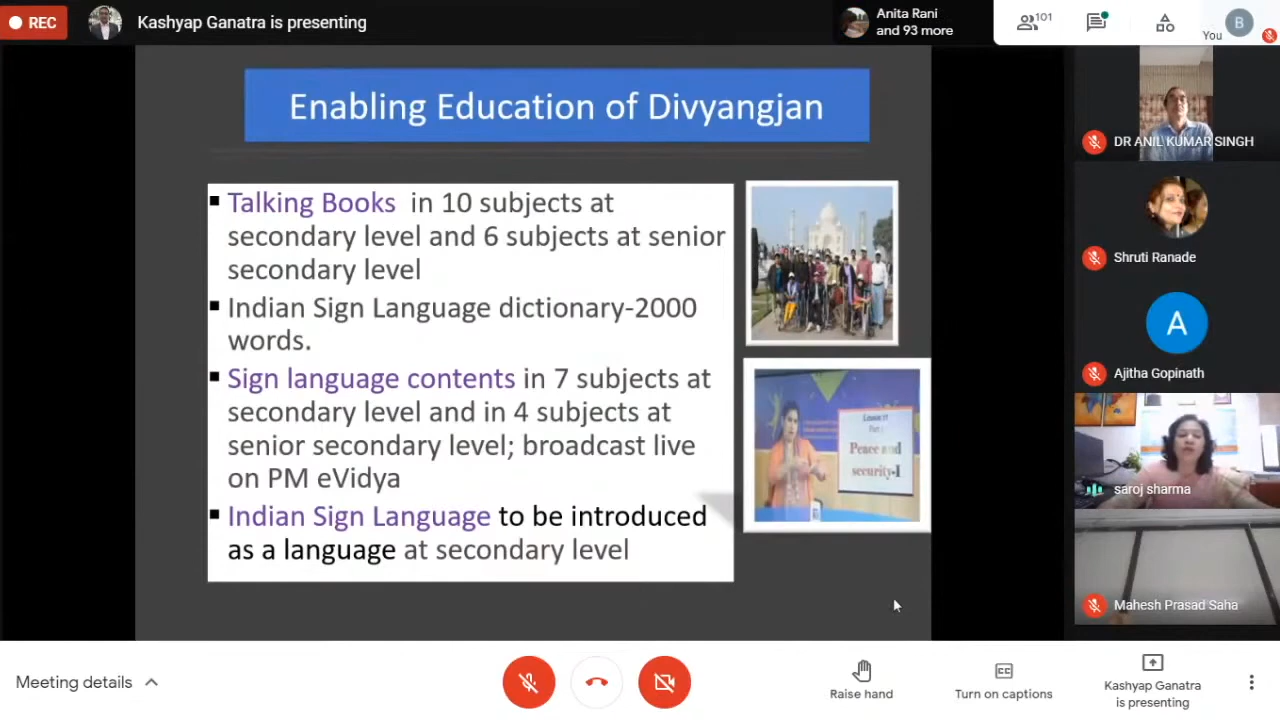 REC
Kashyap Ganatra is presenting
Anita Rani
and 93 more
101
You
B
Enabling Education of Divyangjan
▪ Talking Books in 10 subjects at
secondary level and 6 subjects at senior
secondary level
▪ Indian Sign Language dictionary-2000
words.
▪ Sign language contents in 7 subjects at
secondary level and in 4 subjects at
senior secondary level; broadcast live
on PM eVidya
▪ Indian Sign Language to be introduced
as a language at secondary level
Peace and
security-I
DR ANIL KUMAR SINGH
Shruti Ranade
A
Ajitha Gopinath
saroj sharma
Mahesh Prasad Saha
Meeting details
Raise hand
CC
Turn on captions
Kashyap Ganatra
is presenting